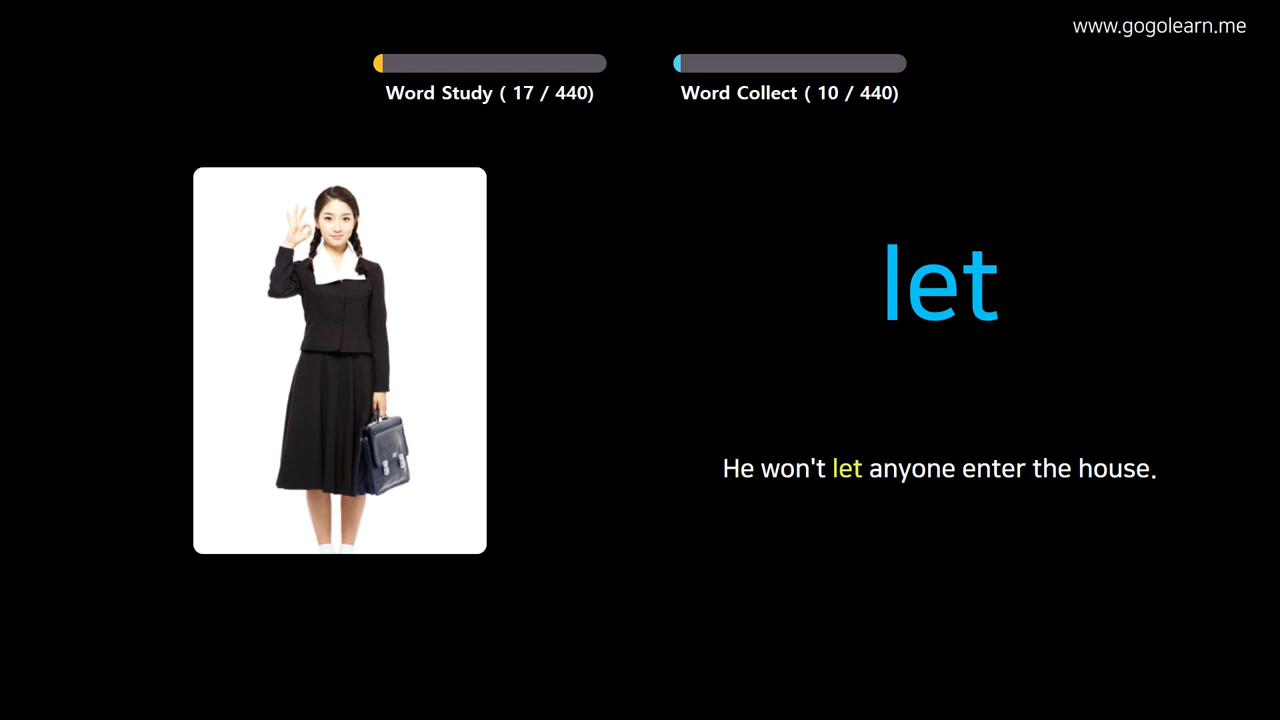 www.gogolearn.me
Word Study ( 17 / 440)
Word Collect ( 10 / 440)
let
He won't let anyone enter the house.